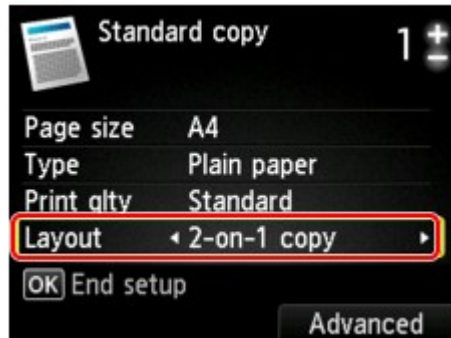 Standard copy
1 +
−
Page size A4
Type Plain paper
Print qlty Standard
Layout 2-on-1 copy
OK End setup
Advanced